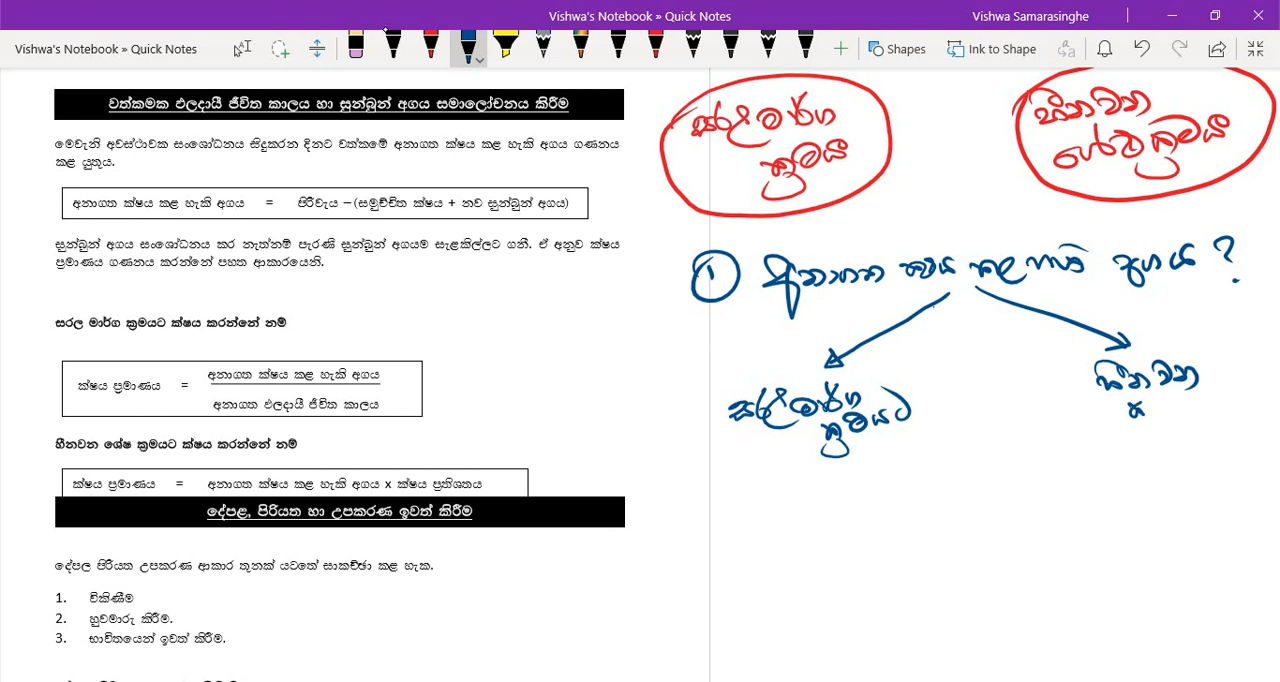 Vishwa's Notebook » Quick Notes
Vishwa Samarasinghe
Vishwa's Notebook » Quick Notes
Shapes
Ink to Shape
වත්කමක ඵලදායී ජීවිත කාලය හා සුන්බුන් අගය සමාලෝචනය කිරීම
මෙවැනි අවස්ථාවක සංශෝධනය සිදුකරන දිනට වත්කමේ අනාගත ක්ෂය කළ හැකි අගය ගණනය
කළ යුතුය.
අනාගත ක්ෂය කළ හැකි අගය = පිරිවැය – (සමුච්චිත ක්ෂය + නව සුන්බුන් අගය)
සුන්බුන් අගය සංශෝධනය කර නැත්නම් පැරණි සුන්බුන් අගයම සැළකිල්ලට ගනී. ඒ අනුව ක්ෂය
ප්‍රමාණය ගණනය කරන්නේ පහත ආකාරයෙනි.
සරල මාර්ග ක්‍රමයට ක්ෂය කරන්නේ නම්
අනාගත ක්ෂය කළ හැකි අගය
ක්ෂය ප්‍රමාණය =
අනාගත ඵලදායී ජීවිත කාලය
හීනවන ශේෂ ක්‍රමයට ක්ෂය කරන්නේ නම්
ක්ෂය ප්‍රමාණය = අනාගත ක්ෂය කළ හැකි අගය x ක්ෂය ප්‍රතිශතය
දේපළ, පිරියත හා උපකරණ ඉවත් කිරීම
දේපල පිරියත උපකරණ ආකාර තුනක් යටතේ සාකච්ඡා කළ හැක.
1. විකිණීම
2. හුවමාරු කිරීම.
3. භාවිතයෙන් ඉවත් කිරීම.
සරල මාර්ග
ක්‍රමය
හීනවන
ශේෂ ක්‍රමය
① අනාගත ක්ෂය කල හැකි අගය ?
සරල මාර්ග
ක්‍රමයට
හීනවන